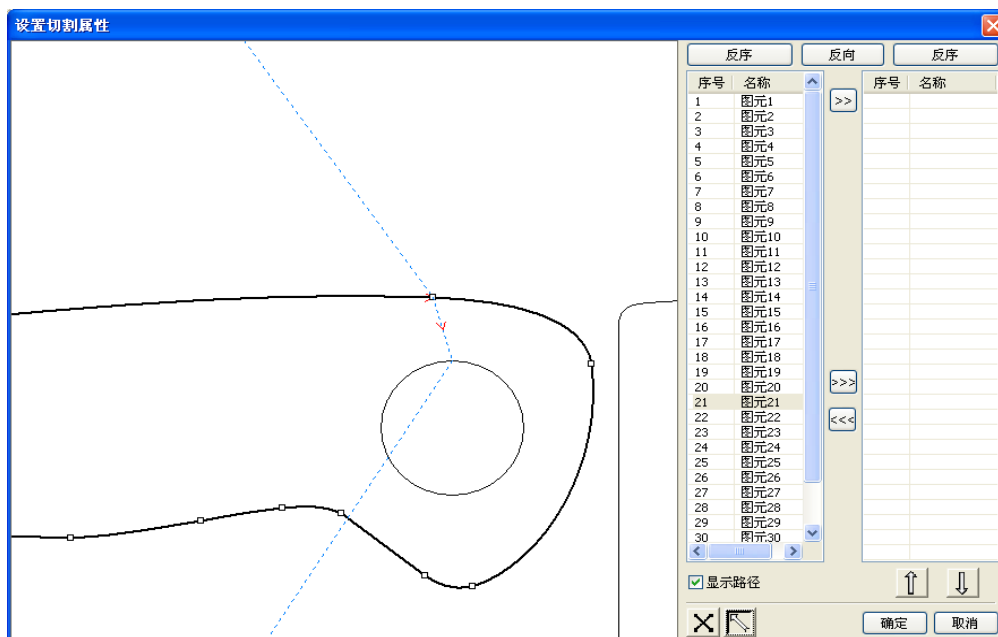 设置切割属性
反序 反向 反序
序号 名称 序号 名称
1 图元1
>>
2 图元2
3 图元3
4 图元4
5 图元5
6 图元6
7 图元7
8 图元8
9 图元9
10 图元10
11 图元11
12 图元12
13 图元13
14 图元14
15 图元15
16 图元16
17 图元17
18 图元18
19 图元19
20 图元20
>>>
21 图元21
22 图元22
<<<
23 图元23
24 图元24
25 图元25
26 图元26
27 图元27
28 图元28
29 图元29
30 图元30
显示路径
确定 取消